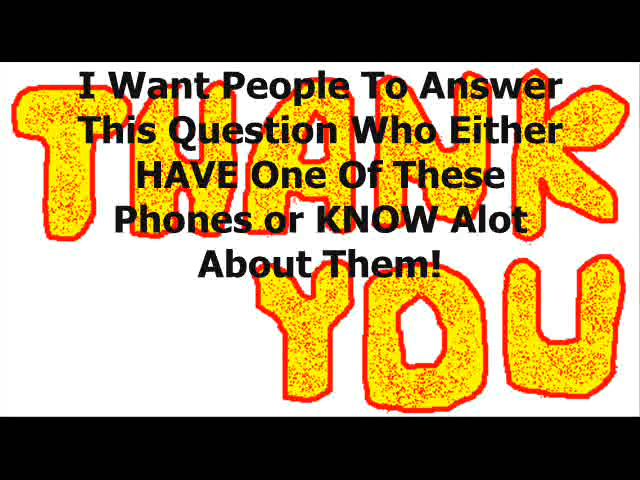 THANK
YOU
I Want People To Answer
This Question Who Either
HAVE One Of These
Phones or KNOW Alot
About Them!